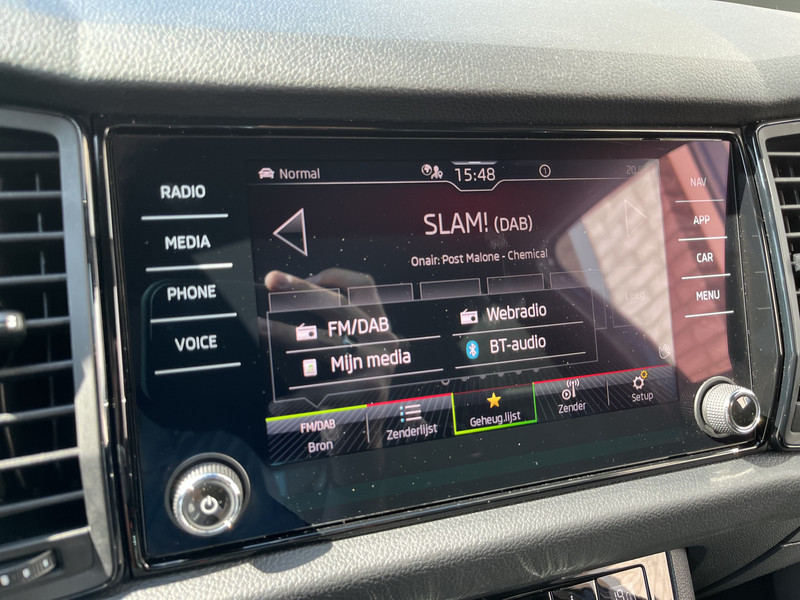 RADIO
MEDIA
PHONE
VOICE
Normal
15:48
1
SLAM! (DAB)
Onair: Post Malone - Chemical
FM/DAB
Webradio
Mijn media
BT-audio
FM/DAB
Bron
Zenderlijst
Geheug.lijst
Zender
Setup
NAV
APP
CAR
MENU